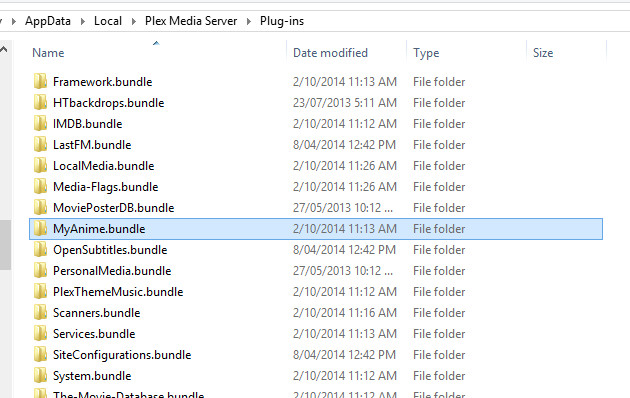 AppData Local Plex Media Server Plug-ins
Name Date modified Type Size
Framework.bundle 2/10/2014 11:13 AM File folder
HTbackdrops.bundle 23/07/2013 5:11 AM File folder
IMDB.bundle 2/10/2014 11:12 AM File folder
LastFM.bundle 8/04/2014 12:42 PM File folder
LocalMedia.bundle 2/10/2014 11:26 AM File folder
Media-Flags.bundle 2/10/2014 11:26 AM File folder
MoviePosterDB.bundle 27/05/2013 10:12 ... File folder
MyAnime.bundle 2/10/2014 11:13 AM File folder
OpenSubtitles.bundle 8/04/2014 12:42 PM File folder
PersonalMedia.bundle 27/05/2013 10:12 ... File folder
PlexThemeMusic.bundle 2/10/2014 11:12 AM File folder
Scanners.bundle 2/10/2014 11:16 AM File folder
Services.bundle 2/10/2014 11:13 AM File folder
SiteConfigurations.bundle 8/04/2014 12:42 PM File folder
System.bundle 2/10/2014 11:12 AM File folder
The-Movie-Database.bundle 2/10/2014 11:12 AM File folder